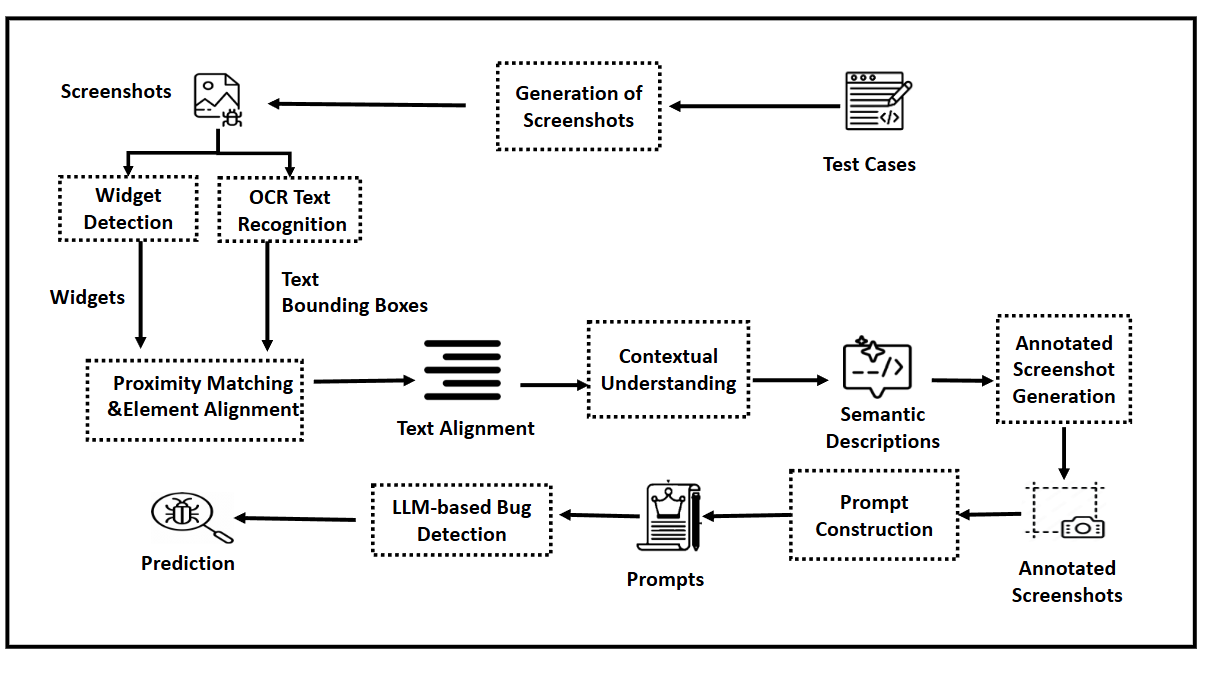 Screenshots
Generation of
Screenshots
Test Cases
Widget
Detection
OCR Text
Recognition
Widgets
Text
Bounding Boxes
Proximity Matching
&Element Alignment
Text Alignment
Contextual
Understanding
Semantic
Descriptions
Annotated
Screenshot
Generation
Prediction
LLM-based Bug
Detection
Prompts
Prompt
Construction
Annotated
Screenshots